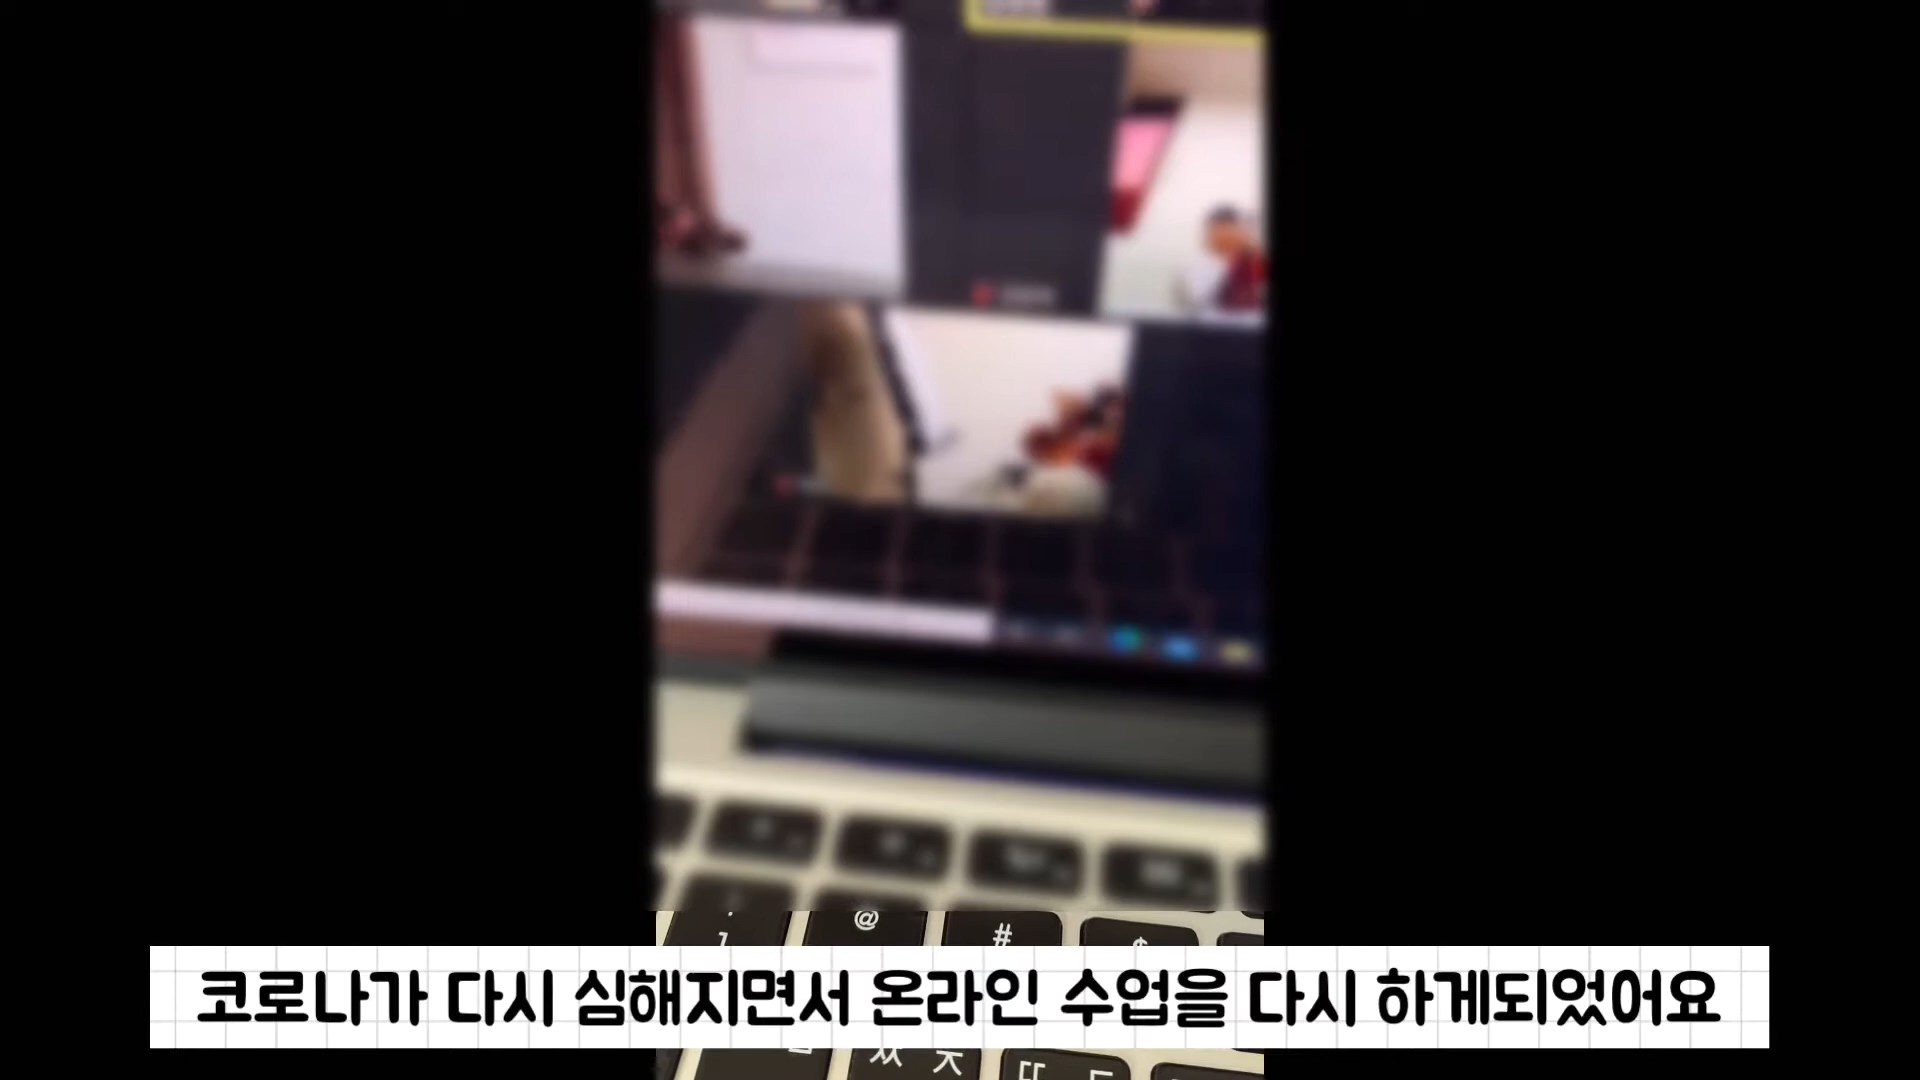 @
#
$
1
코로나가 다시 심해지면서 온라인 수업을 다시 하게되었어요
ㅆ ㅈ
ㄸ ㄷ